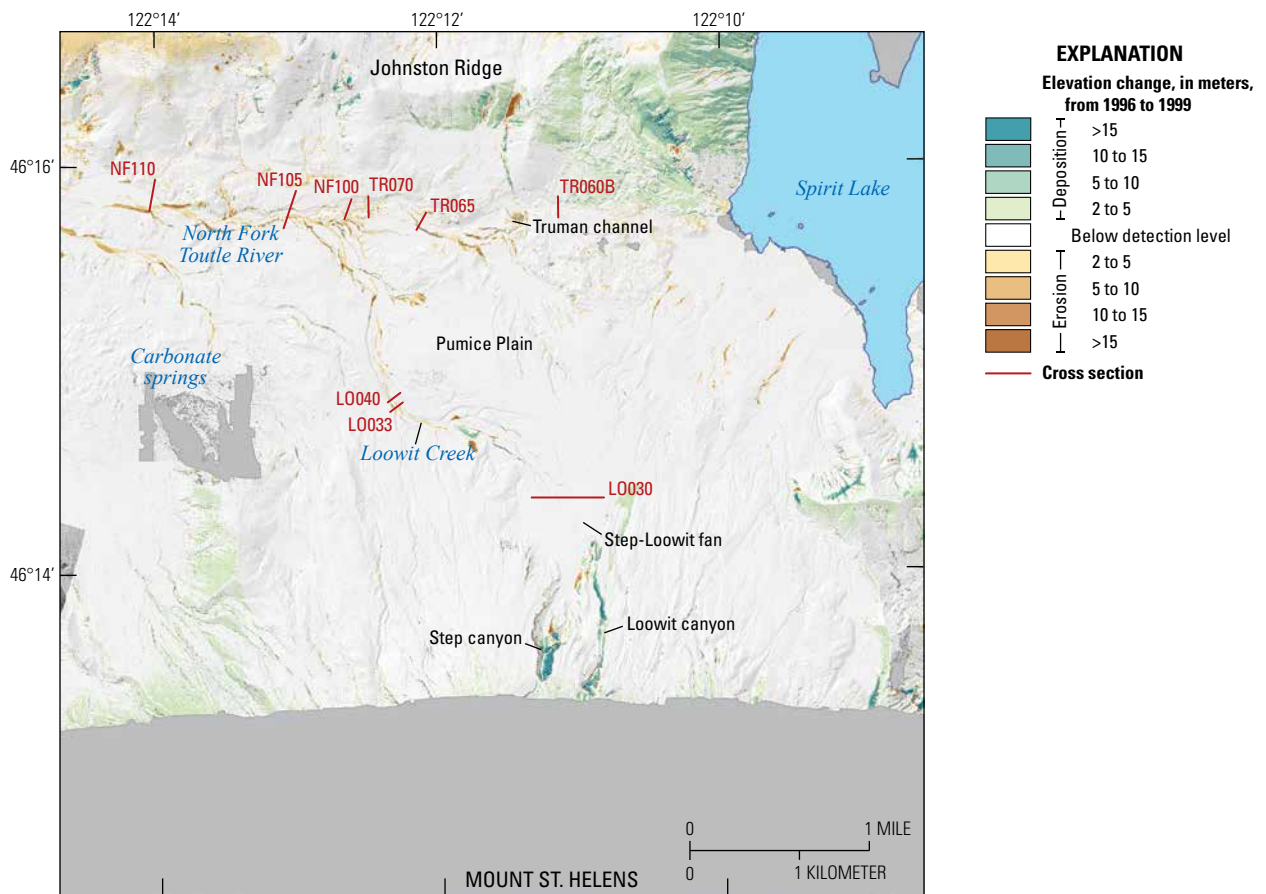 122°14′
122°12′
122°10′
Johnston Ridge
46°16′
NF110
NF105
NF100
TR070
TR065
TR060B
Spirit Lake
North Fork
Toutle River
Truman channel
Pumice Plain
Carbonate
springs
LO040
LO033
Loowit Creek
LO030
Step-Loowit fan
46°14′
Step canyon
Loowit canyon
0
1 MILE
0
1 KILOMETER
MOUNT ST. HELENS
EXPLANATION
Elevation change, in meters,
from 1996 to 1999
Deposition
>15
10 to 15
5 to 10
2 to 5
Below detection level
Erosion
2 to 5
5 to 10
10 to 15
>15
Cross section